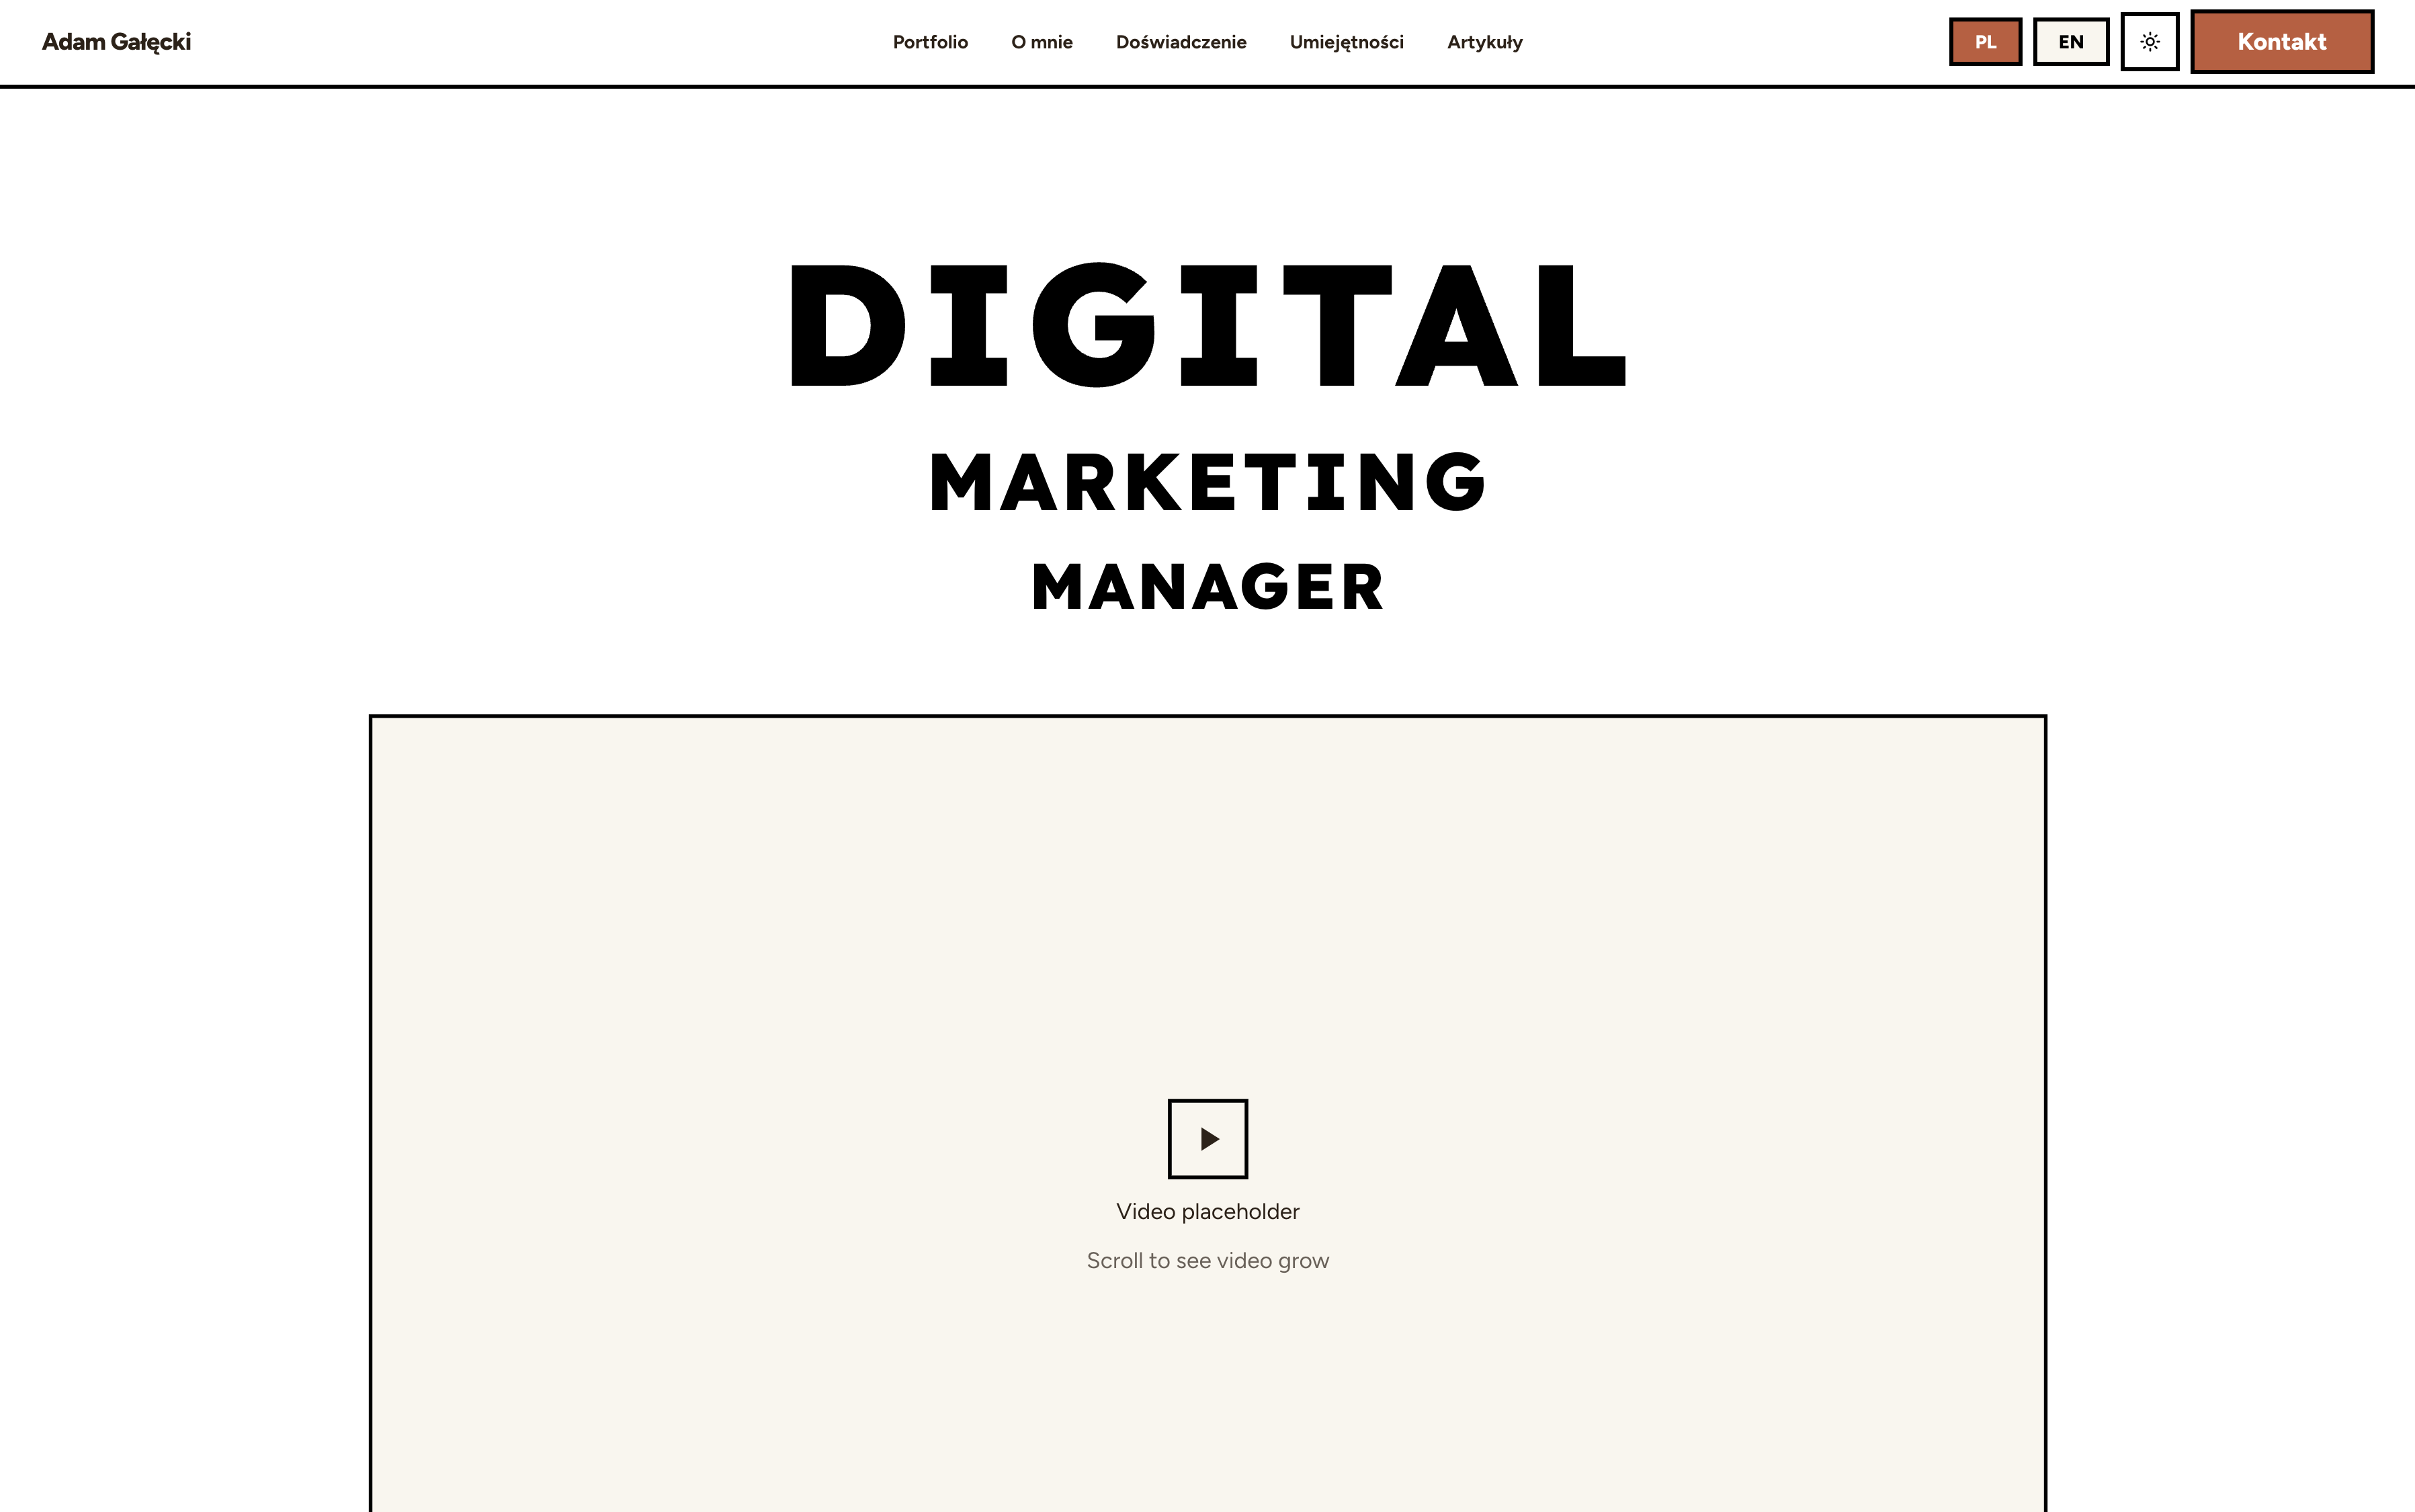 Adam Gałęcki
Portfolio O mnie Doświadczenie Umiejętności Artykuły
PL EN Kontakt
DIGITAL
MARKETING
MANAGER
Video placeholder
Scroll to see video grow